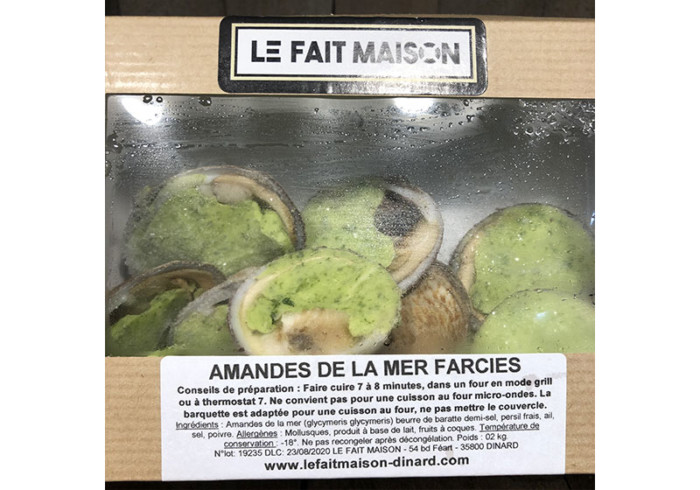 LE FAIT MAISON
AMANDES DE LA MER FARCIES
Conseils de préparation : Faire cuire 7 à 8 minutes, dans un four en mode grill
ou à thermostat 7. Ne convient pas pour une cuisson au four micro-ondes. La
barquette est adaptée pour une cuisson au four, ne pas mettre le couvercle.
Ingrédients : Amandes de la mer (glycymeris glycymeris) beurre de baratte demi-sel, persil frais, ail,
sel, poivre. Allergènes : Mollusques, produit à base de lait, fruits à coques. Température de
conservation : -18°. Ne pas recongeler après décongélation. Poids : 02 kg.
N°lot: 19235 DLC: 23/08/2020 LE FAIT MAISON - 54 bd Féart - 35800 DINARD
www.lefaitmaison-dinard.com